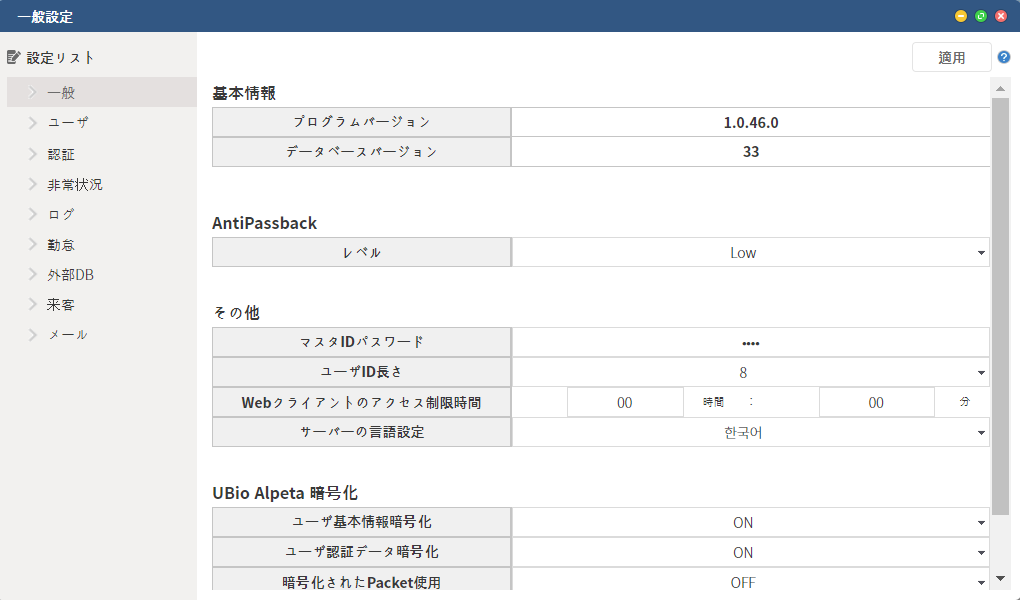 一般設定
設定リスト
適用
一般
ユーザ
認証
非常状況
ログ
勤怠
外部DB
来客
メール
基本情報
プログラムバージョン 1.0.46.0
データベースバージョン 33
AntiPassback
レベル Low
その他
マスタIDパスワード ••••
ユーザID長さ 8
Webクライアントのアクセス制限時間 00 時間 : 00 分
サーバーの言語設定 한국어
UBio Alpeta 暗号化
ユーザ基本情報暗号化 ON
ユーザ認証データ暗号化 ON
暗号化されたPacket使用 OFF